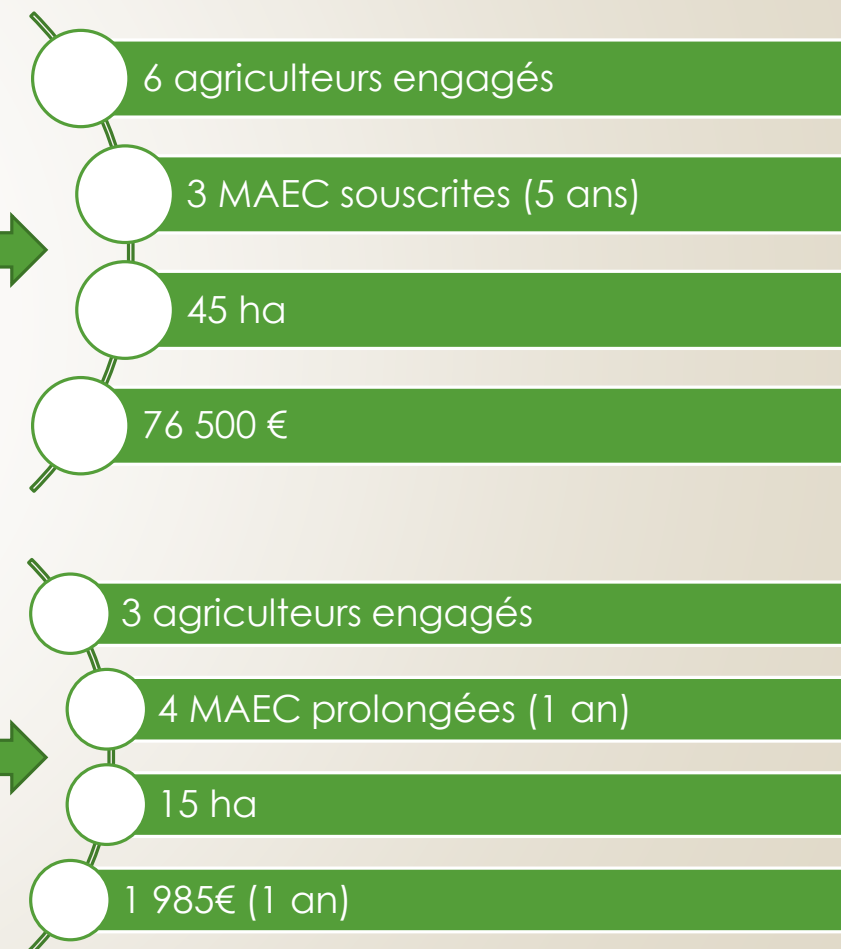 6 agriculteurs engagés
3 MAEC souscrites (5 ans)
45 ha
76 500 €
3 agriculteurs engagés
4 MAEC prolongées (1 an)
15 ha
1 985€ (1 an)